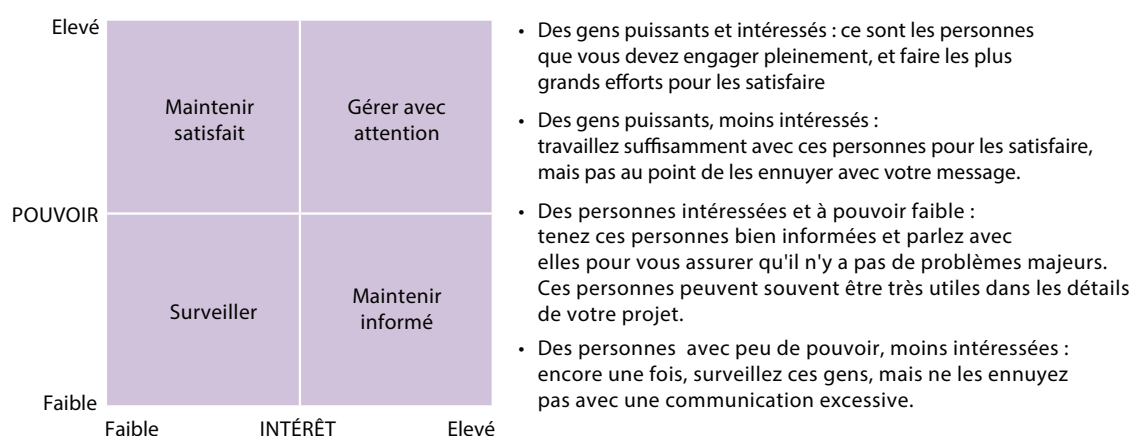 Elevé
Maintenir
satisfait
Gérer avec
attention
POUVOIR
Surveiller
Maintenir
informé
Faible
Faible
INTÉRÊT
Elevé
• Des gens puissants et intéressés : ce sont les personnes
que vous devez engager pleinement, et faire les plus
grands efforts pour les satisfaire
• Des gens puissants, moins intéressés :
travaillez suffisamment avec ces personnes pour les satisfaire,
mais pas au point de les ennuyer avec votre message.
• Des personnes intéressées et à pouvoir faible :
tenez ces personnes bien informées et parlez avec
elles pour vous assurer qu'il n'y a pas de problèmes majeurs.
Ces personnes peuvent souvent être très utiles dans les détails
de votre projet.
• Des personnes avec peu de pouvoir, moins intéressées :
encore une fois, surveillez ces gens, mais ne les ennuyez
pas avec une communication excessive.